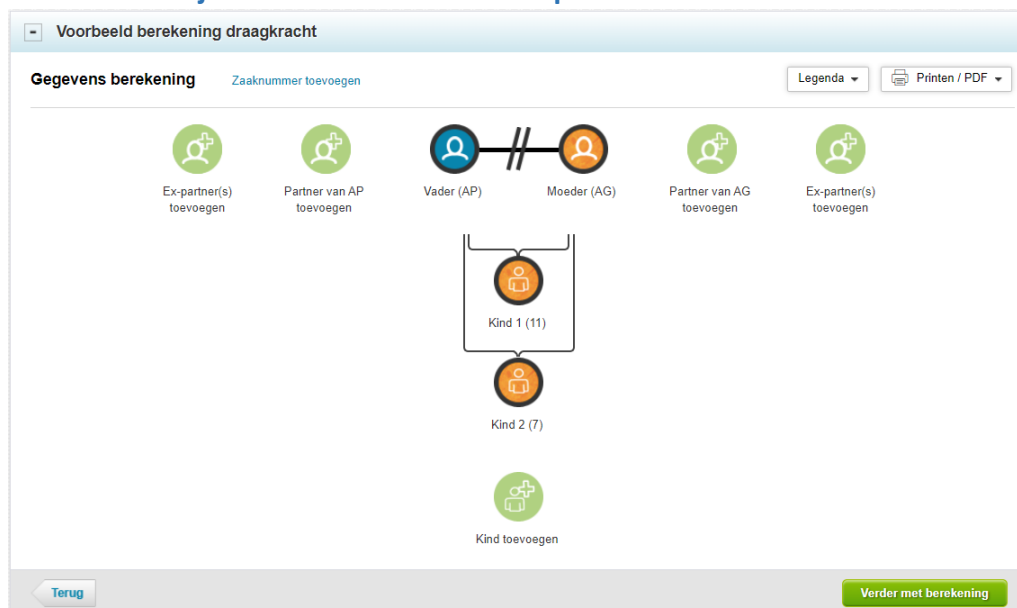 - Voorbeeld berekening draagkracht
Gegevens berekening Zaaknummer toevoegen Legenda Printen / PDF
Ex-partner(s) toevoegen
Partner van AP toevoegen
Vader (AP)
Moeder (AG)
Partner van AG toevoegen
Ex-partner(s) toevoegen
Kind 1 (11)
Kind 2 (7)
Kind toevoegen
Terug
Verder met berekening